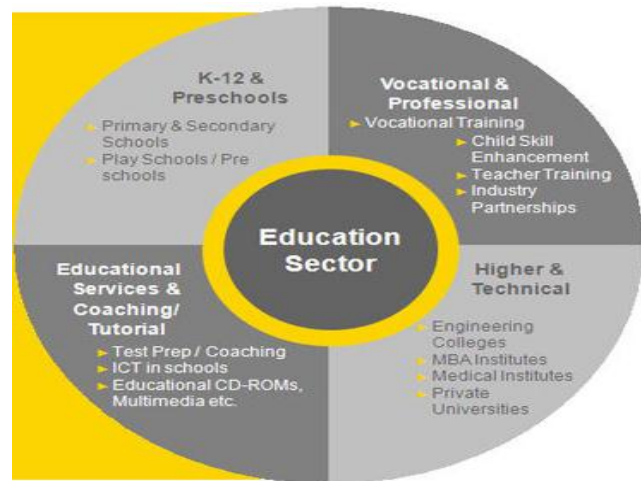 K-12 &
Preschools
► Primary & Secondary
Schools
► Play Schools / Pre
schools
Vocational &
Professional
► Vocational Training
► Child Skill
Enhancement
► Teacher Training
► Industry
Partnerships
Education
Sector
Educational
Services &
Coaching/
Tutorial
► Test Prep / Coaching
► ICT in schools
► Educational CD-ROMs,
Multimedia etc.
Higher &
Technical
► Engineering
Colleges
► MBA Institutes
► Medical Institutes
► Private
Universities